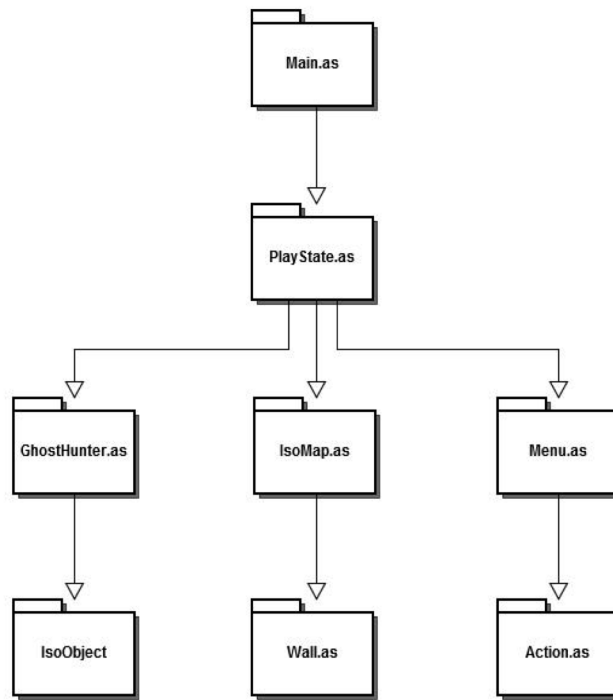 Main.as
PlayState.as
GhostHunter.as
IsoMap.as
Menu.as
IsoObject
Wall.as
Action.as